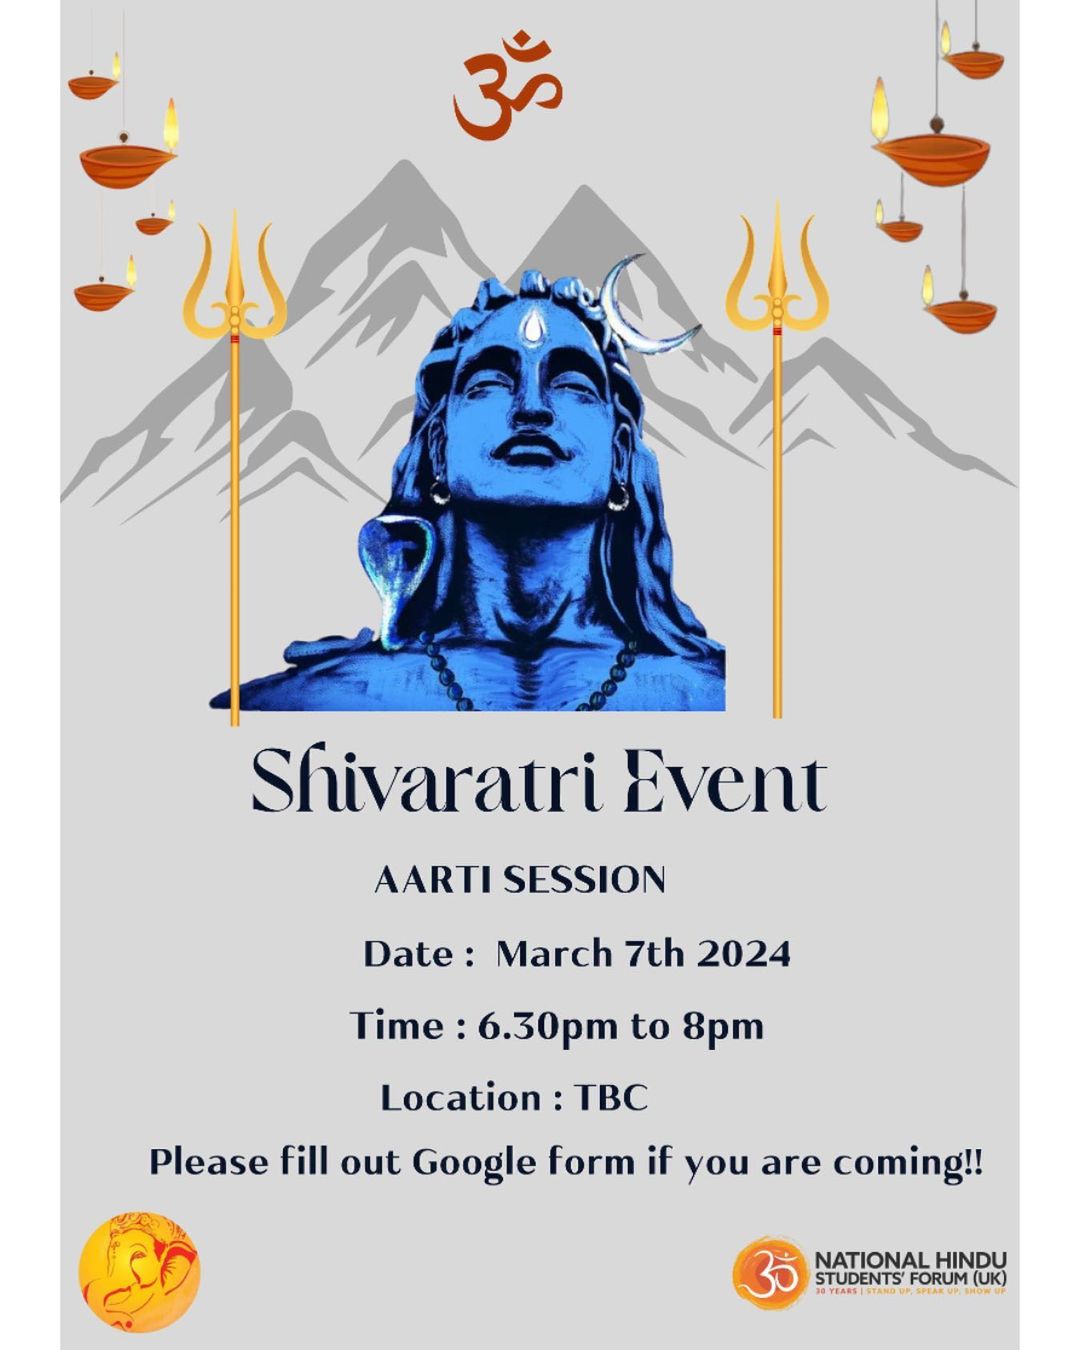 ॐ
Shivaratri Event
AARTI SESSION
Date : March 7th 2024
Time : 6.30pm to 8pm
Location : TBC
Please fill out Google form if you are coming!!
ॐ
NATIONAL HINDU
STUDENTS' FORUM (UK)
30 YEARS | STAND UP, SPEAK UP, SHOW UP